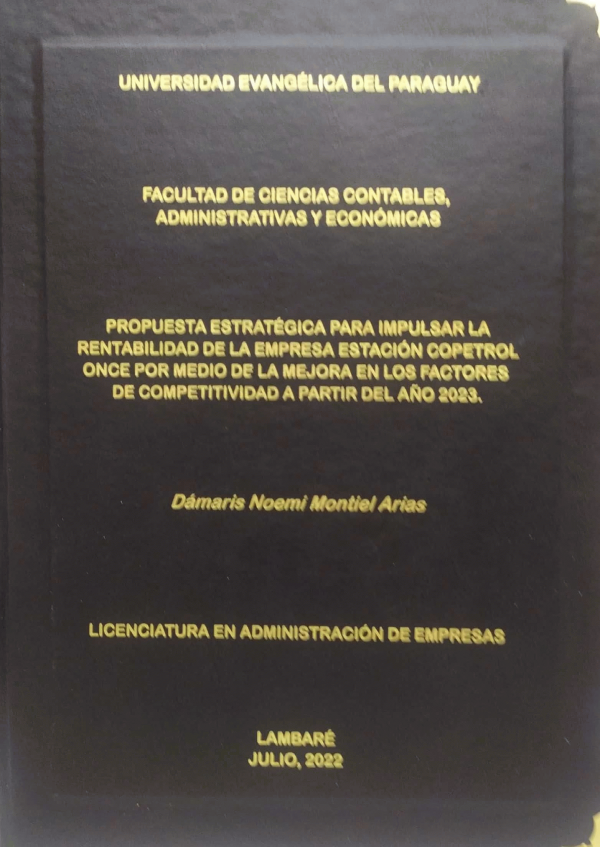 UNIVERSIDAD EVANGÉLICA DEL PARAGUAY
FACULTAD DE CIENCIAS CONTABLES,
ADMINISTRATIVAS Y ECONÓMICAS
PROPUESTA ESTRATÉGICA PARA IMPULSAR LA
RENTABILIDAD DE LA EMPRESA ESTACIÓN COPETROL
ONCE POR MEDIO DE LA MEJORA EN LOS FACTORES
DE COMPETITIVIDAD A PARTIR DEL AÑO 2023.
Dámaris Noemi Montiel Arias
LICENCIATURA EN ADMINISTRACIÓN DE EMPRESAS
LAMBARÉ
JULIO, 2022